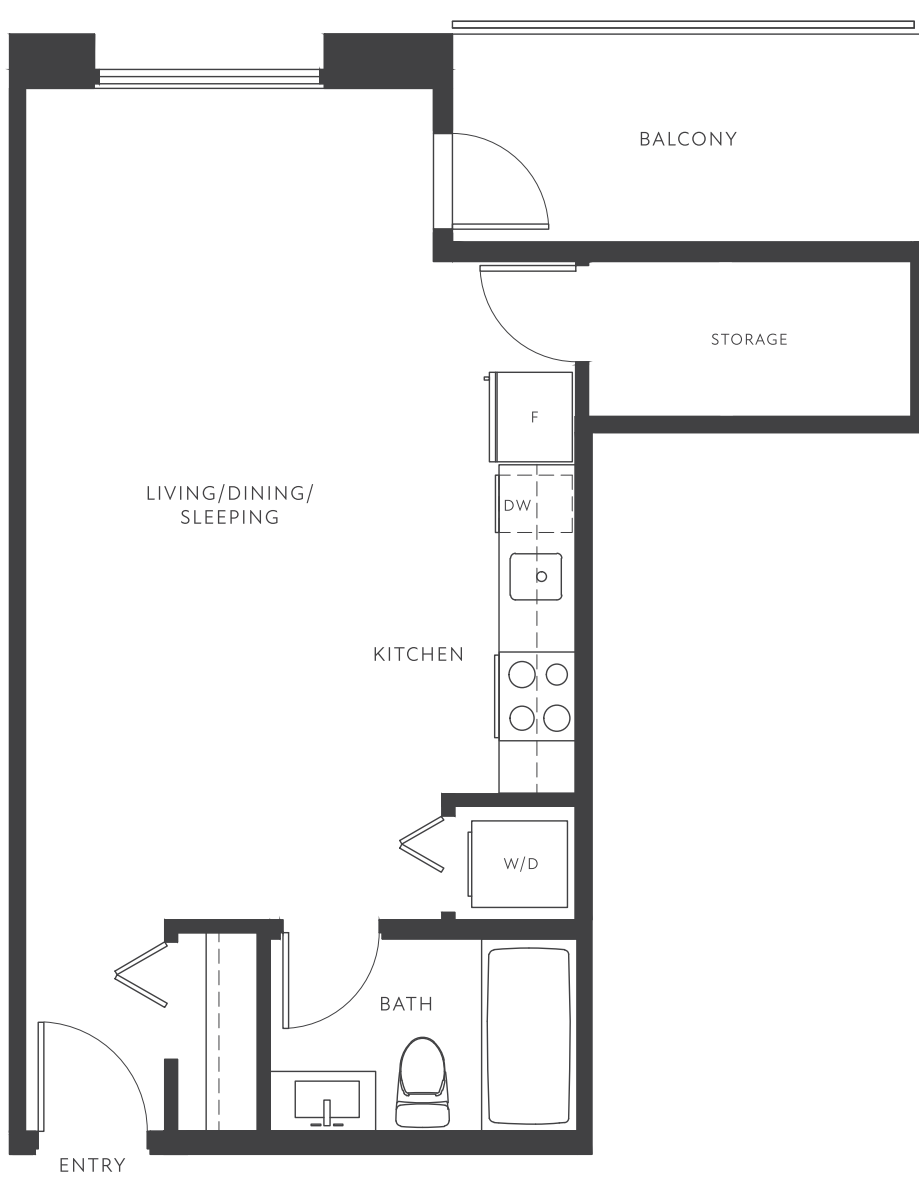 BALCONY
STORAGE
F
LIVING/DINING/
SLEEPING
DW
KITCHEN
W/D
BATH
ENTRY